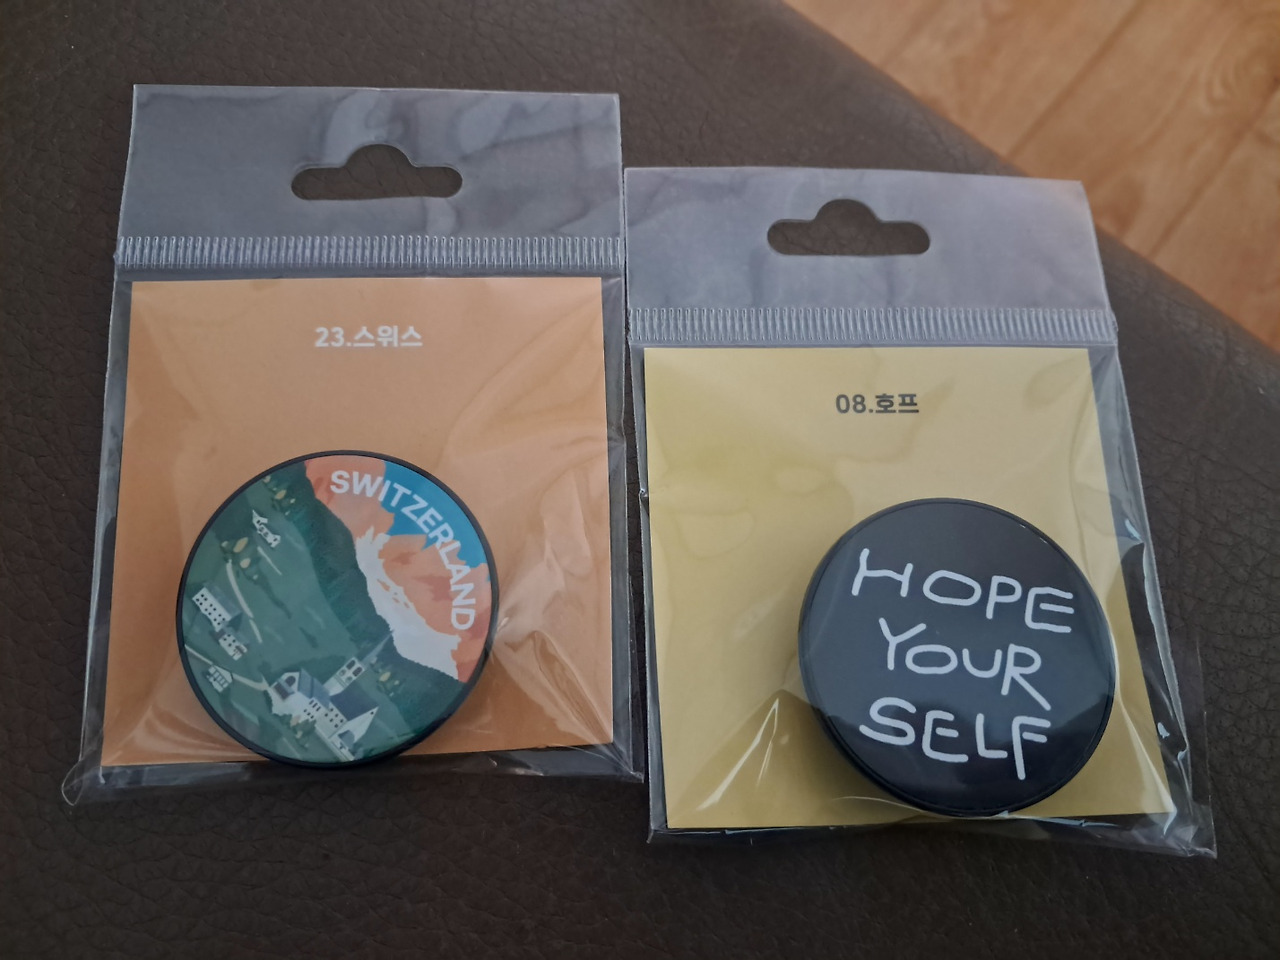 23.스위스
SWITZERLAND
08.호프
HOPE
YOUR
SELF